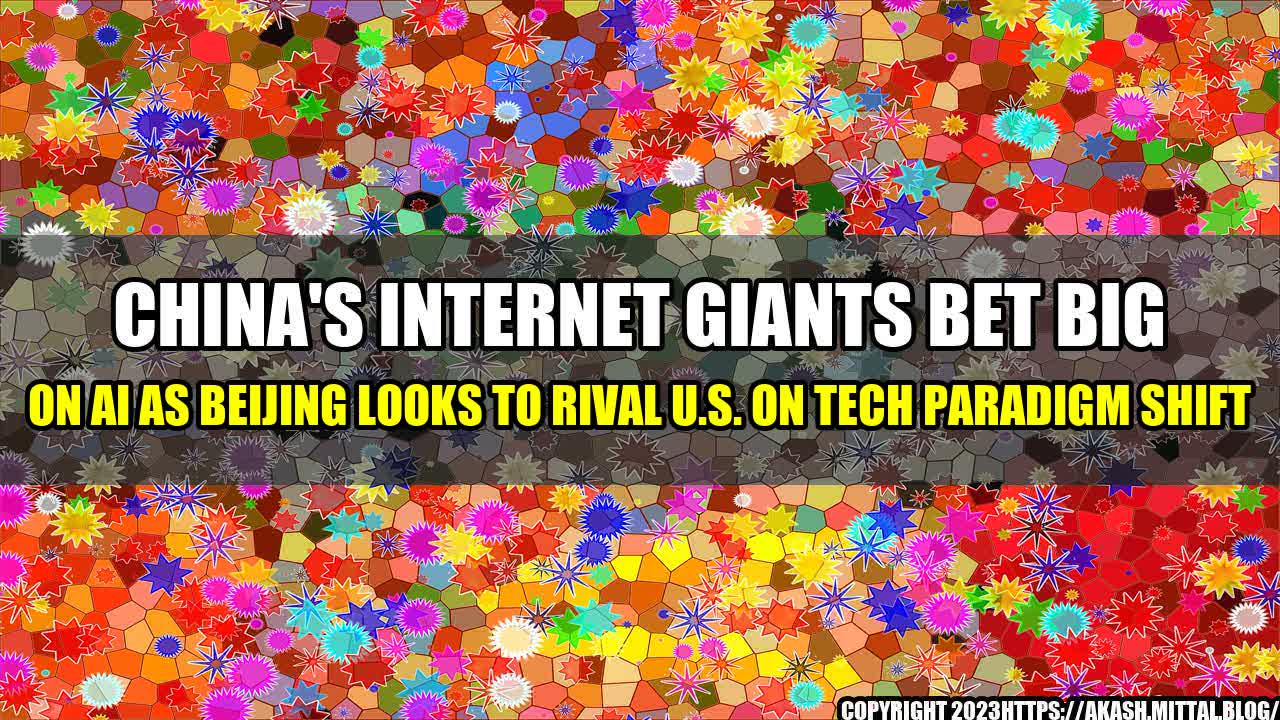 CHINA'S INTERNET GIANTS BET BIG
ON AI AS BEIJING LOOKS TO RIVAL U.S. ON TECH PARADIGM SHIFT
COPYRIGHT 2023HTTPS://AKASH.MITTAL.BLOG/